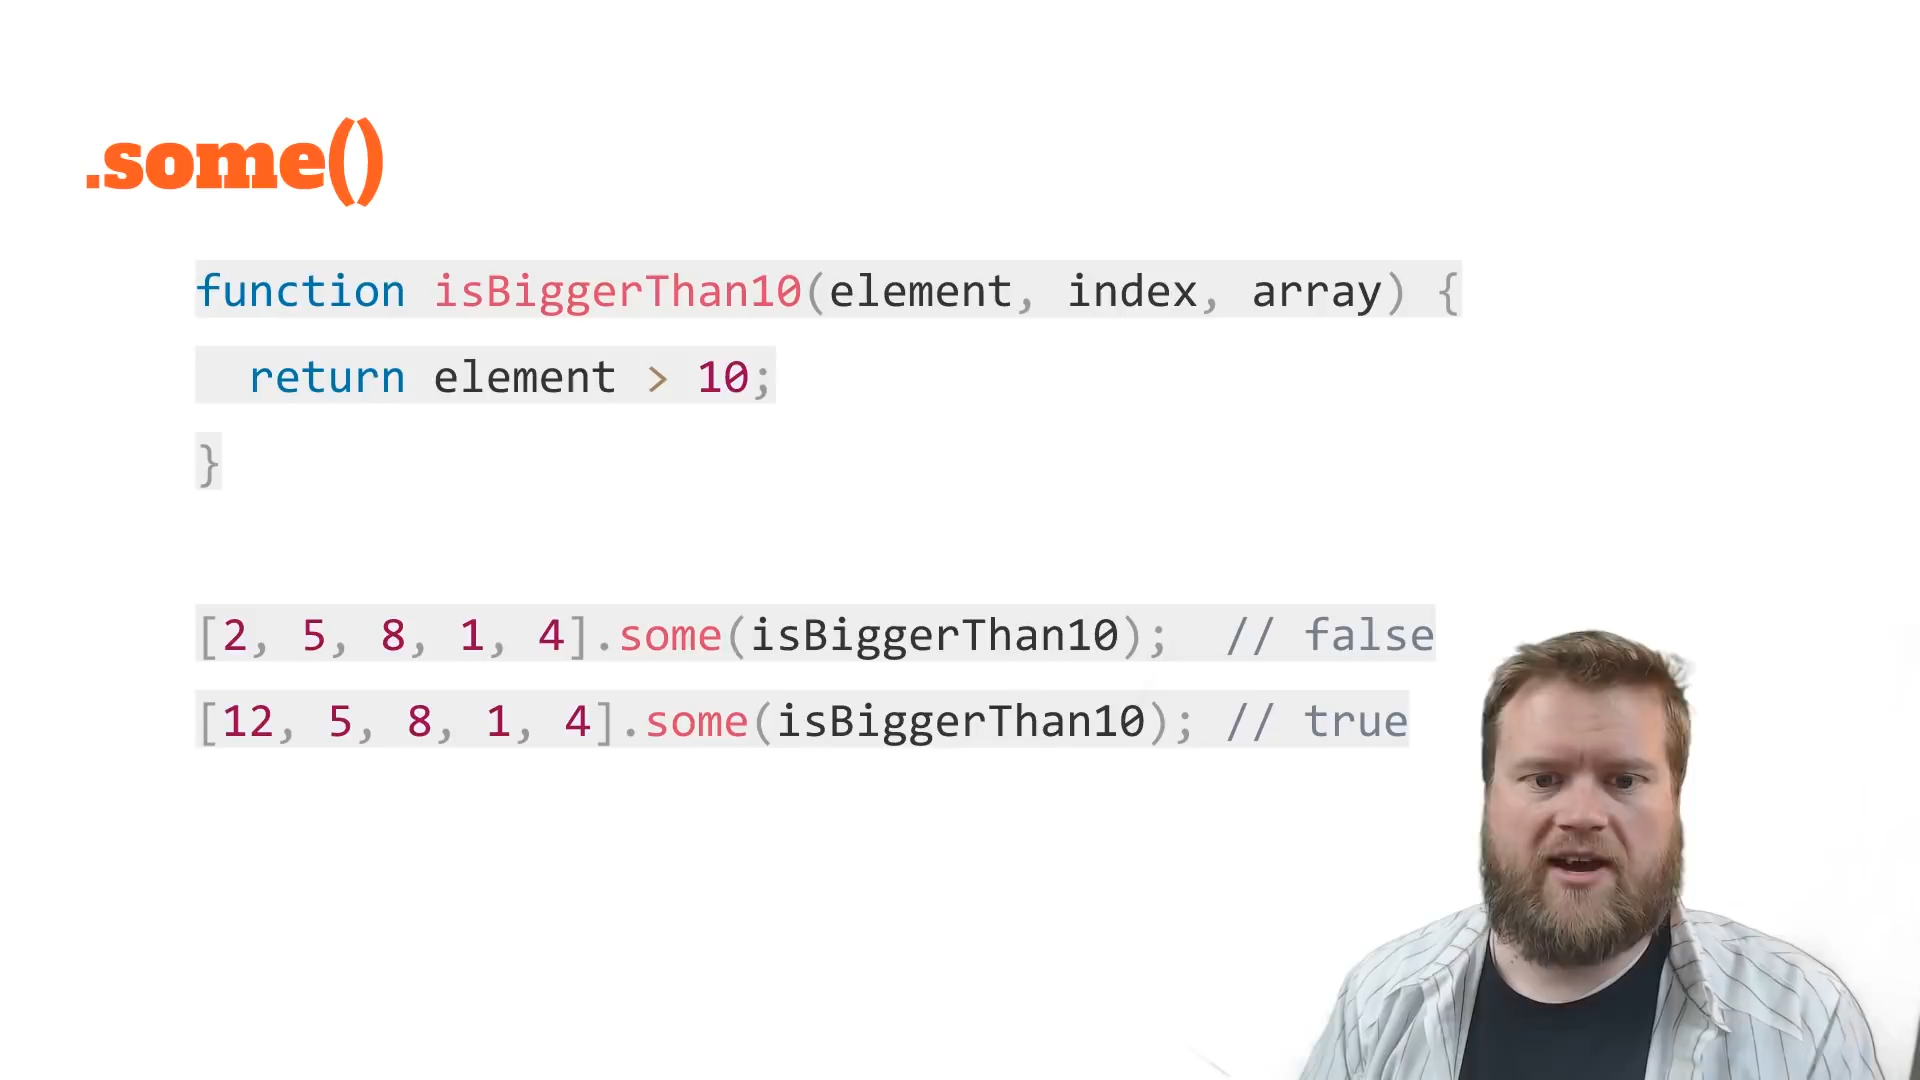 .some()
function isBiggerThan10(element, index, array) {
  return element > 10;
}
[2, 5, 8, 1, 4].some(isBiggerThan10);  // false
[12, 5, 8, 1, 4].some(isBiggerThan10); // true